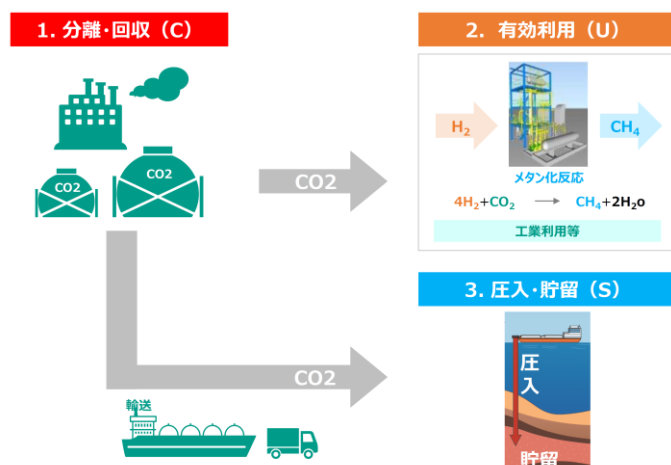 1. 分離・回収（C）
CO2
CO2
CO2
2. 有効利用（U）
H₂
CH₄
メタン化反応
4H₂+CO₂ → CH₄+2H₂o
工業利用等
3. 圧入・貯留（S）
CO2
輸送
圧
入
貯留